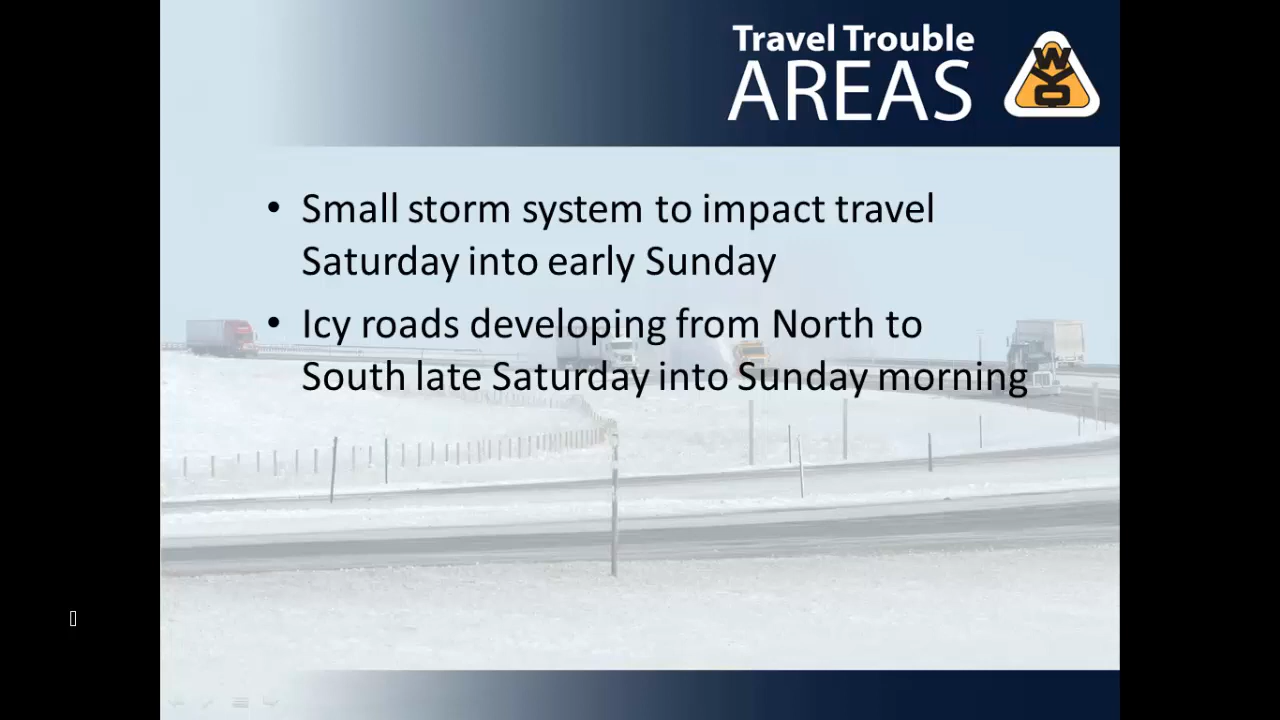 Travel Trouble
AREAS
WYO
• Small storm system to impact travel
Saturday into early Sunday
• Icy roads developing from North to
South late Saturday into Sunday morning